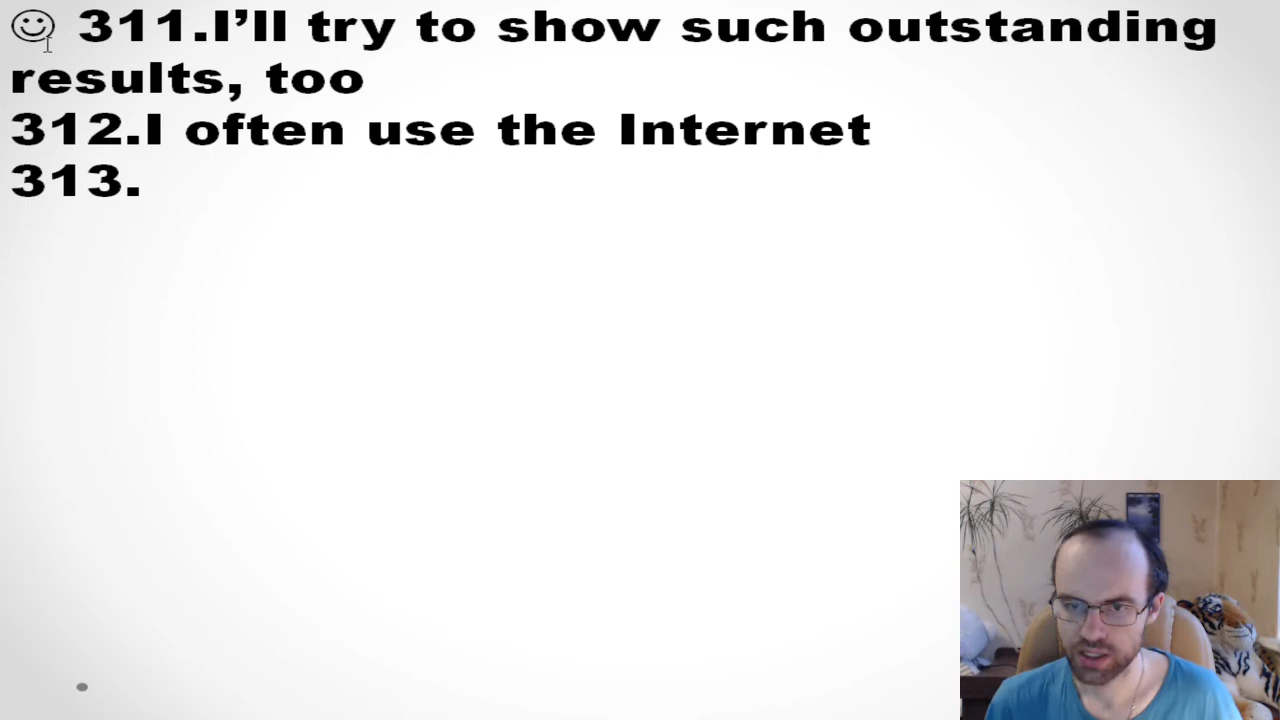 ☺ 311.I’ll try to show such outstanding
results, too
312.I often use the Internet
313.